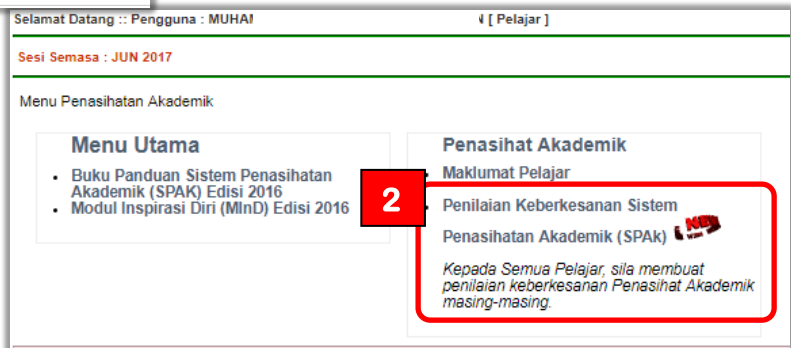 Selamat Datang :: Pengguna : MUHAM [ Pelajar ]
Sesi Semasa : JUN 2017
Menu Penasihatan Akademik
Menu Utama
• Buku Panduan Sistem Penasihatan
Akademik (SPAK) Edisi 2016
• Modul Inspirasi Diri (MInD) Edisi 2016
Penasihat Akademik
Maklumat Pelajar
2
• Penilaian Keberkesanan Sistem
Penasihatan Akademik (SPAk) NEW
Kepada Semua Pelajar, sila membuat
penilaian keberkesanan Penasihat Akademik
masing-masing.